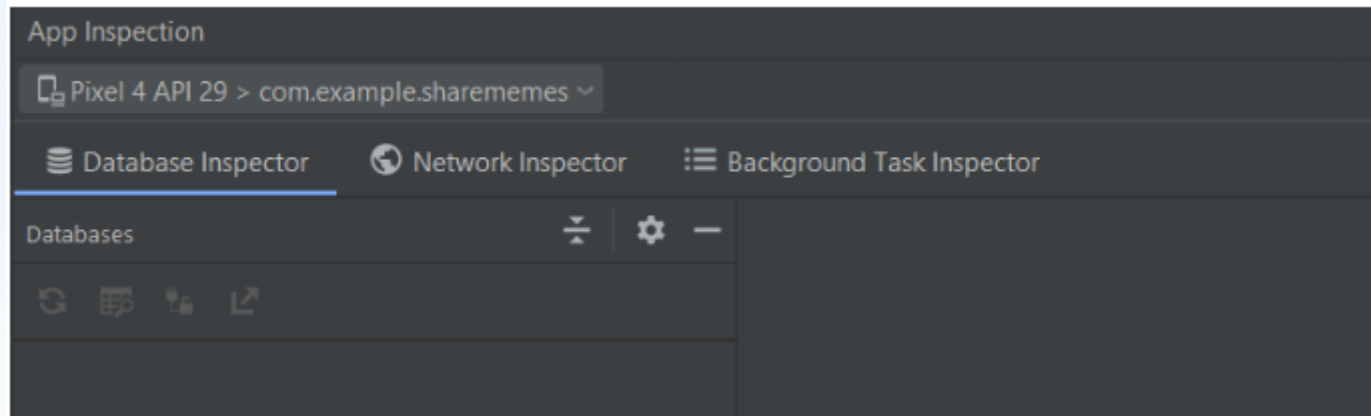 App Inspection
Pixel 4 API 29 > com.example.sharememes
Database Inspector Network Inspector Background Task Inspector
Databases